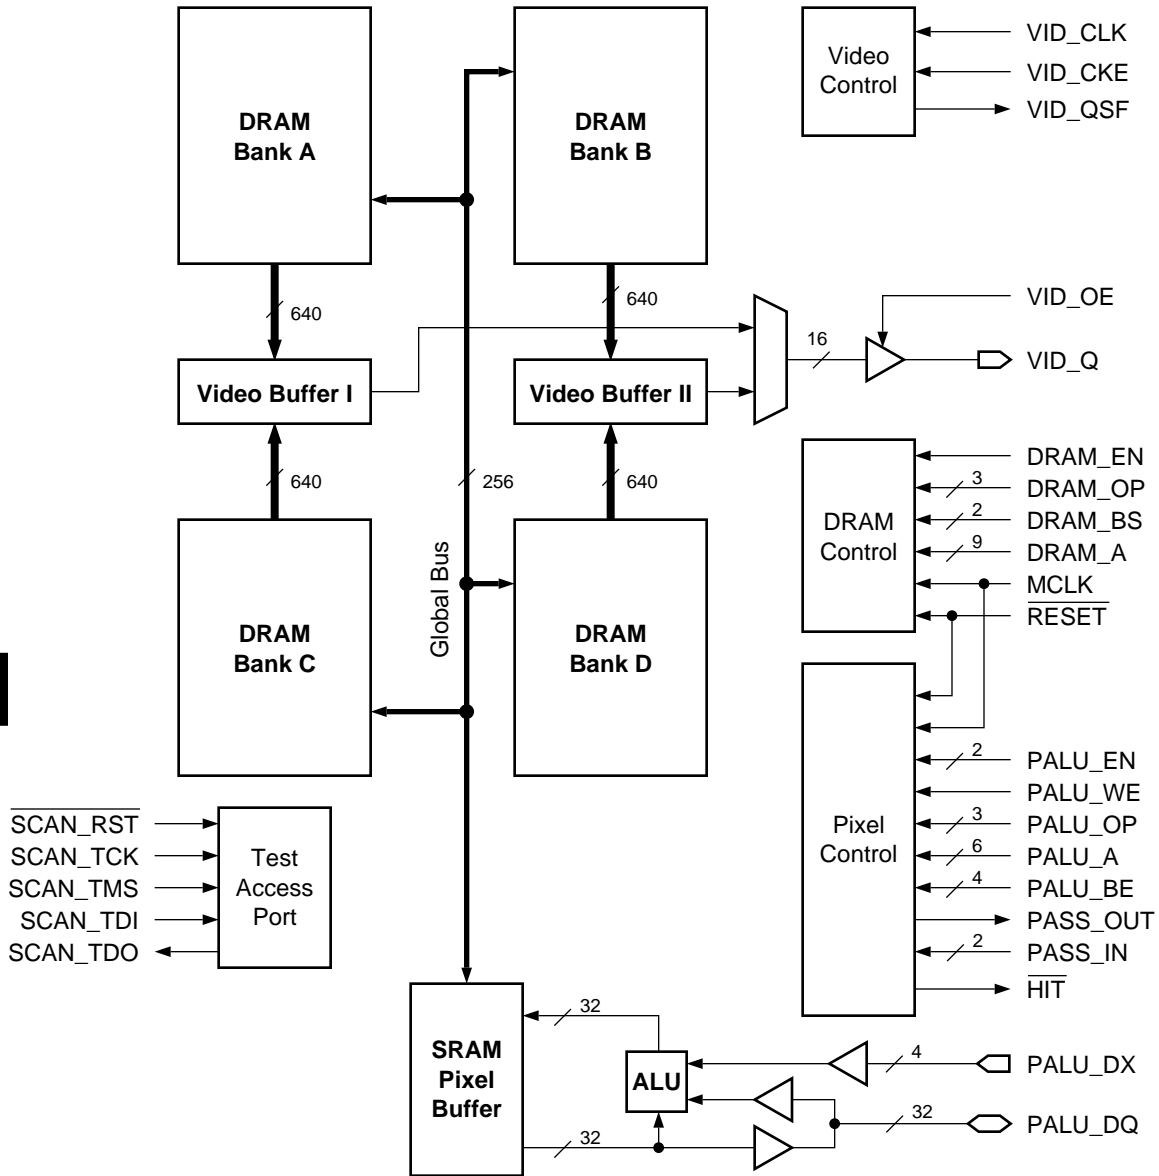 DRAM
Bank A
DRAM
Bank B
Video
Control
VID_CLK
VID_CKE
VID_QSF
640
640
VID_OE
16
VID_Q
Video Buffer I
Video Buffer II
640
256
640
Global Bus
DRAM
Bank C
DRAM
Bank D
DRAM
Control
DRAM_EN
3
DRAM_OP
2
DRAM_BS
9
DRAM_A
MCLK
RESET
Pixel
Control
2
PALU_EN
PALU_WE
3
PALU_OP
6
PALU_A
4
PALU_BE
PASS_OUT
2
PASS_IN
HIT
SCAN_RST
SCAN_TCK
SCAN_TMS
SCAN_TDI
SCAN_TDO
Test
Access
Port
SRAM
Pixel
Buffer
32
ALU
4
PALU_DX
32
32
PALU_DQ